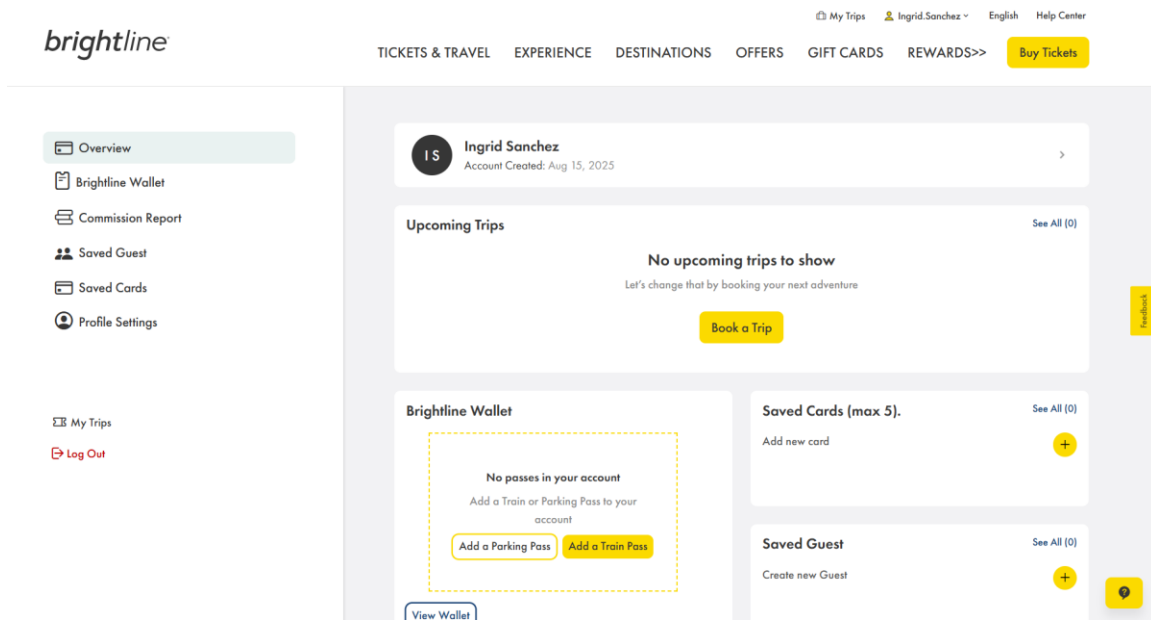 My Trips Ingrid.Sanchez English Help Center
brightline
TICKETS & TRAVEL EXPERIENCE DESTINATIONS OFFERS GIFT CARDS REWARDS>> Buy Tickets
Overview
Brightline Wallet
Commission Report
Saved Guest
Saved Cards
Profile Settings
My Trips
Log Out
I S
Ingrid Sanchez
Account Created: Aug 15, 2025
Upcoming Trips
See All (0)
No upcoming trips to show
Let's change that by booking your next adventure
Book a Trip
Brightline Wallet
No passes in your account
Add a Train or Parking Pass to your
account
Add a Parking Pass Add a Train Pass
View Wallet
Saved Cards (max 5).
See All (0)
Add new card
Saved Guest
See All (0)
Create new Guest
Feedback